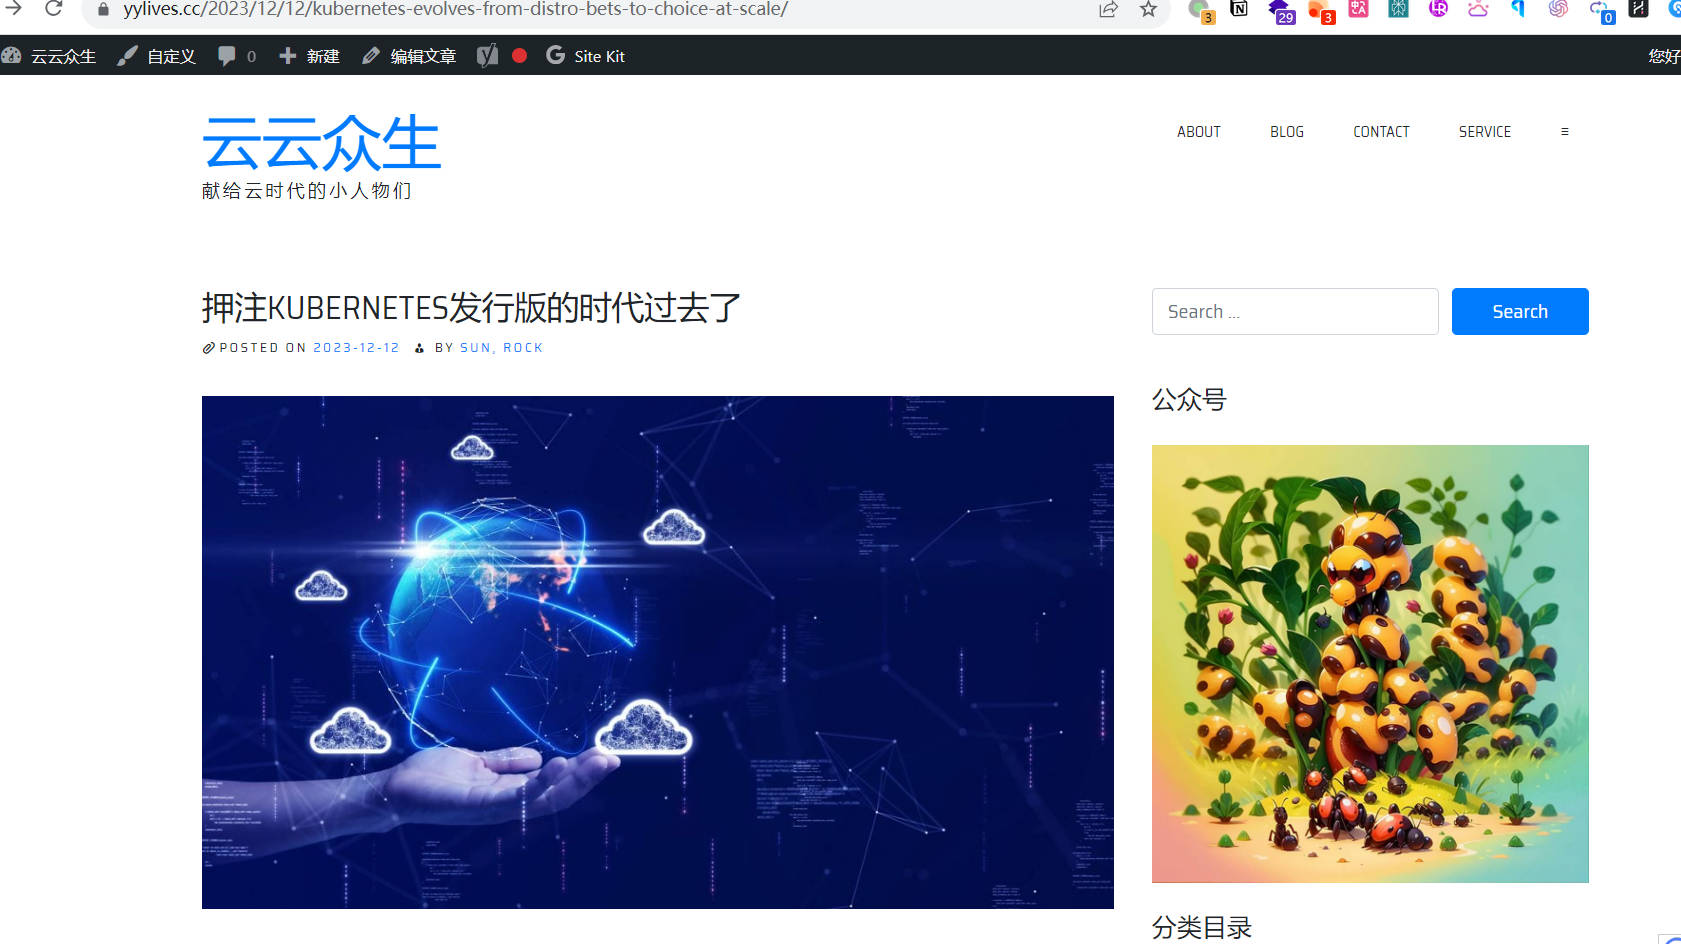 yylives.cc/2023/12/12/kubernetes-evolves-from-distro-bets-to-choice-at-scale/
3 29 3 0
云云众生 自定义 0 新建 编辑文章 Site Kit 您好
云云众生
献给云时代的小人物们
ABOUT BLOG CONTACT SERVICE ≡
押注KUBERNETES发行版的时代过去了
POSTED ON 2023-12-12 BY SUN, ROCK
Search …
Search
公众号
分类目录